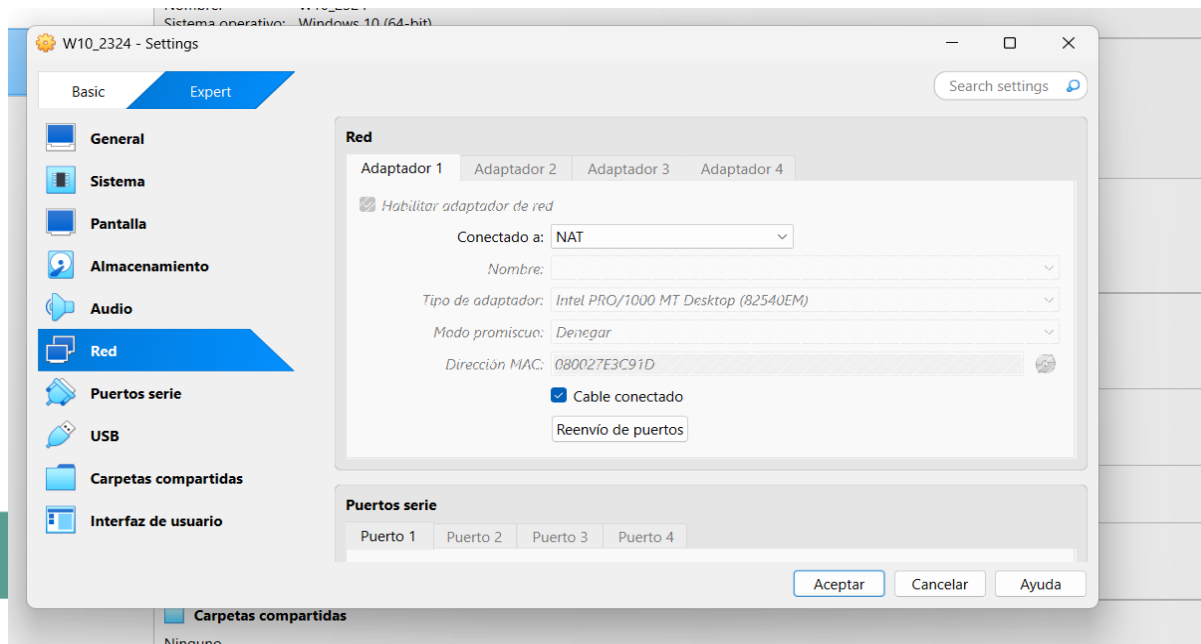 Sistema operativo: Windows 10 (64-bit)
W10_2324 - Settings
Basic
Expert
Search settings
General
Sistema
Pantalla
Almacenamiento
Audio
Red
Puertos serie
USB
Carpetas compartidas
Interfaz de usuario
Red
Adaptador 1
Adaptador 2
Adaptador 3
Adaptador 4
Habilitar adaptador de red
Conectado a: NAT
Nombre:
Tipo de adaptador: Intel PRO/1000 MT Desktop (82540EM)
Modo promiscuo: Denegar
Dirección MAC: 080027E3C91D
Cable conectado
Reenvío de puertos
Puertos serie
Puerto 1
Puerto 2
Puerto 3
Puerto 4
Aceptar
Cancelar
Ayuda
Carpetas compartidas
Ninguno